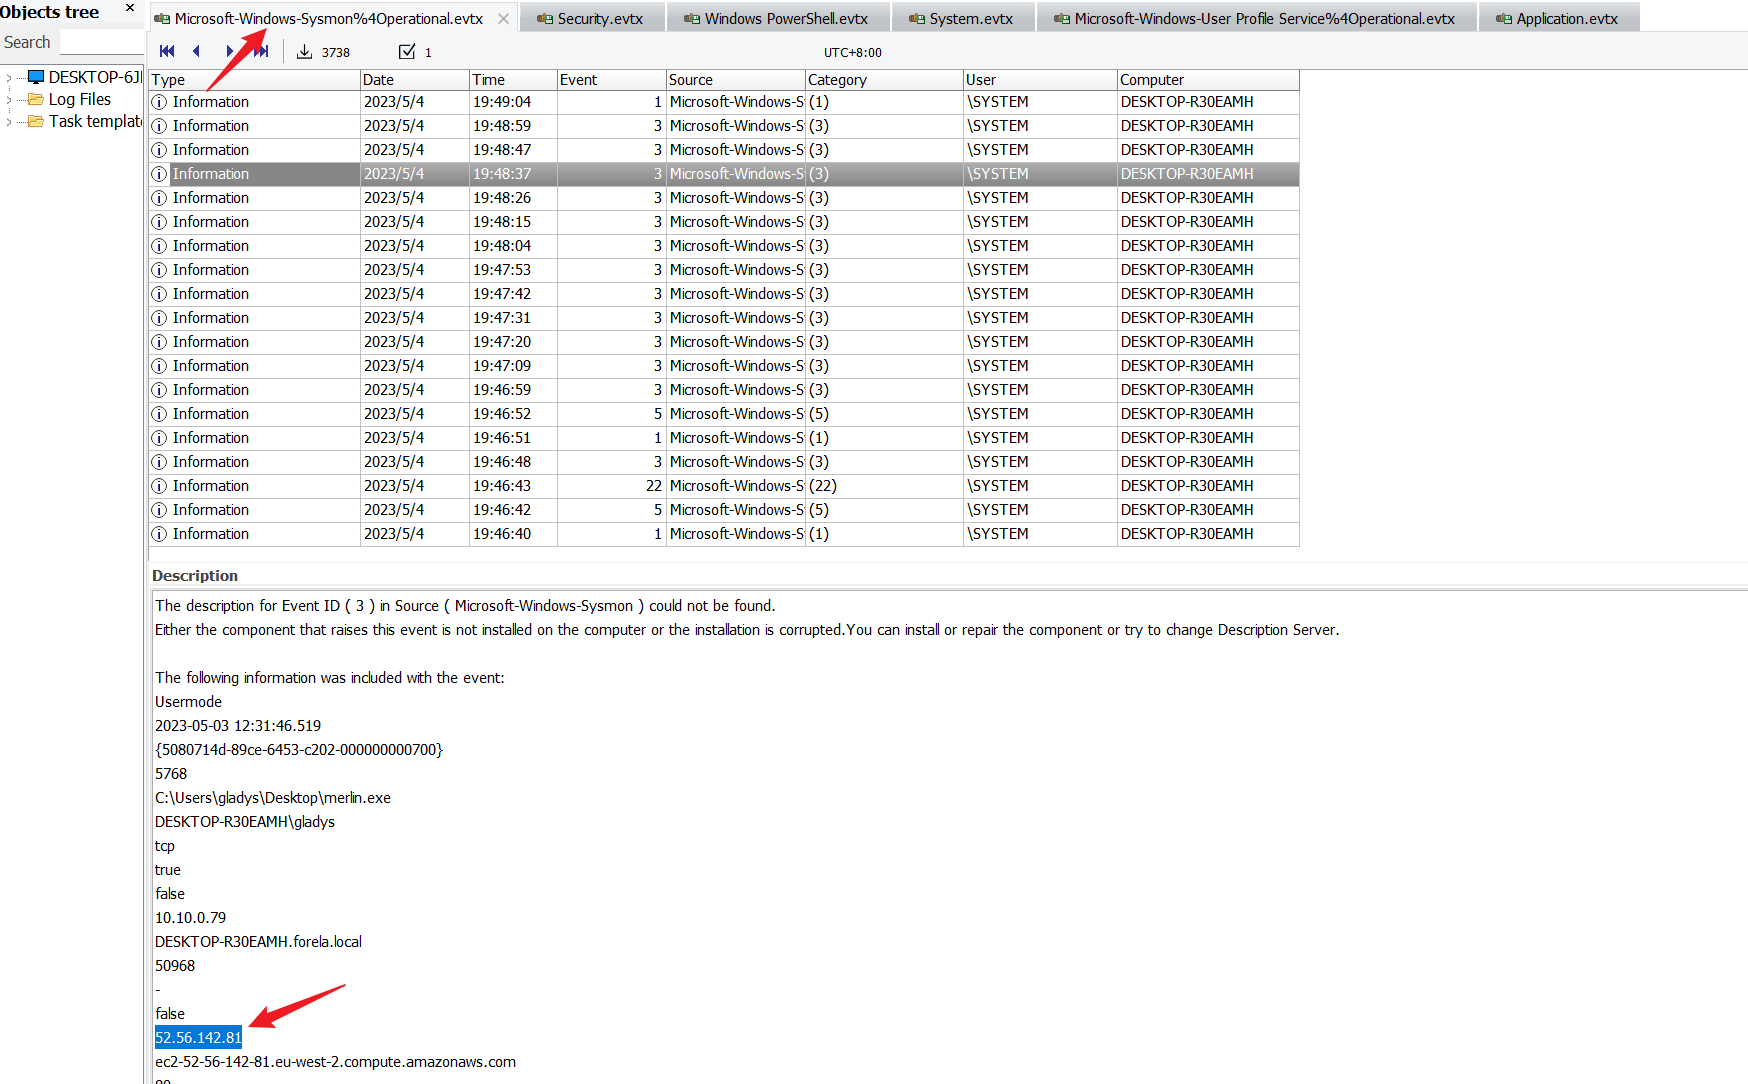 Objects tree ×
Search
DESKTOP-6J
Log Files
Task templat
Microsoft-Windows-Sysmon%4Operational.evtx Security.evtx Windows PowerShell.evtx System.evtx Microsoft-Windows-User Profile Service%4Operational.evtx Application.evtx
3738 1 UTC+8:00
Type Date Time Event Source Category User Computer
Information 2023/5/4 19:49:04 1 Microsoft-Windows-S (1) \SYSTEM DESKTOP-R30EAMH
Information 2023/5/4 19:48:59 3 Microsoft-Windows-S (3) \SYSTEM DESKTOP-R30EAMH
Information 2023/5/4 19:48:47 3 Microsoft-Windows-S (3) \SYSTEM DESKTOP-R30EAMH
Information 2023/5/4 19:48:37 3 Microsoft-Windows-S (3) \SYSTEM DESKTOP-R30EAMH
Information 2023/5/4 19:48:26 3 Microsoft-Windows-S (3) \SYSTEM DESKTOP-R30EAMH
Information 2023/5/4 19:48:15 3 Microsoft-Windows-S (3) \SYSTEM DESKTOP-R30EAMH
Information 2023/5/4 19:48:04 3 Microsoft-Windows-S (3) \SYSTEM DESKTOP-R30EAMH
Information 2023/5/4 19:47:53 3 Microsoft-Windows-S (3) \SYSTEM DESKTOP-R30EAMH
Information 2023/5/4 19:47:42 3 Microsoft-Windows-S (3) \SYSTEM DESKTOP-R30EAMH
Information 2023/5/4 19:47:31 3 Microsoft-Windows-S (3) \SYSTEM DESKTOP-R30EAMH
Information 2023/5/4 19:47:20 3 Microsoft-Windows-S (3) \SYSTEM DESKTOP-R30EAMH
Information 2023/5/4 19:47:09 3 Microsoft-Windows-S (3) \SYSTEM DESKTOP-R30EAMH
Information 2023/5/4 19:46:59 3 Microsoft-Windows-S (3) \SYSTEM DESKTOP-R30EAMH
Information 2023/5/4 19:46:52 5 Microsoft-Windows-S (5) \SYSTEM DESKTOP-R30EAMH
Information 2023/5/4 19:46:51 1 Microsoft-Windows-S (1) \SYSTEM DESKTOP-R30EAMH
Information 2023/5/4 19:46:48 3 Microsoft-Windows-S (3) \SYSTEM DESKTOP-R30EAMH
Information 2023/5/4 19:46:43 22 Microsoft-Windows-S (22) \SYSTEM DESKTOP-R30EAMH
Information 2023/5/4 19:46:42 5 Microsoft-Windows-S (5) \SYSTEM DESKTOP-R30EAMH
Information 2023/5/4 19:46:40 1 Microsoft-Windows-S (1) \SYSTEM DESKTOP-R30EAMH
Description
The description for Event ID ( 3 ) in Source ( Microsoft-Windows-Sysmon ) could not be found.
Either the component that raises this event is not installed on the computer or the installation is corrupted.You can install or repair the component or try to change Description Server.
The following information was included with the event:
Usermode
2023-05-03 12:31:46.519
{5080714d-89ce-6453-c202-000000000700}
5768
C:\Users\gladys\Desktop\merlin.exe
DESKTOP-R30EAMH\gladys
tcp
true
false
10.10.0.79
DESKTOP-R30EAMH.forela.local
50968
-
false
52.56.142.81
ec2-52-56-142-81.eu-west-2.compute.amazonaws.com